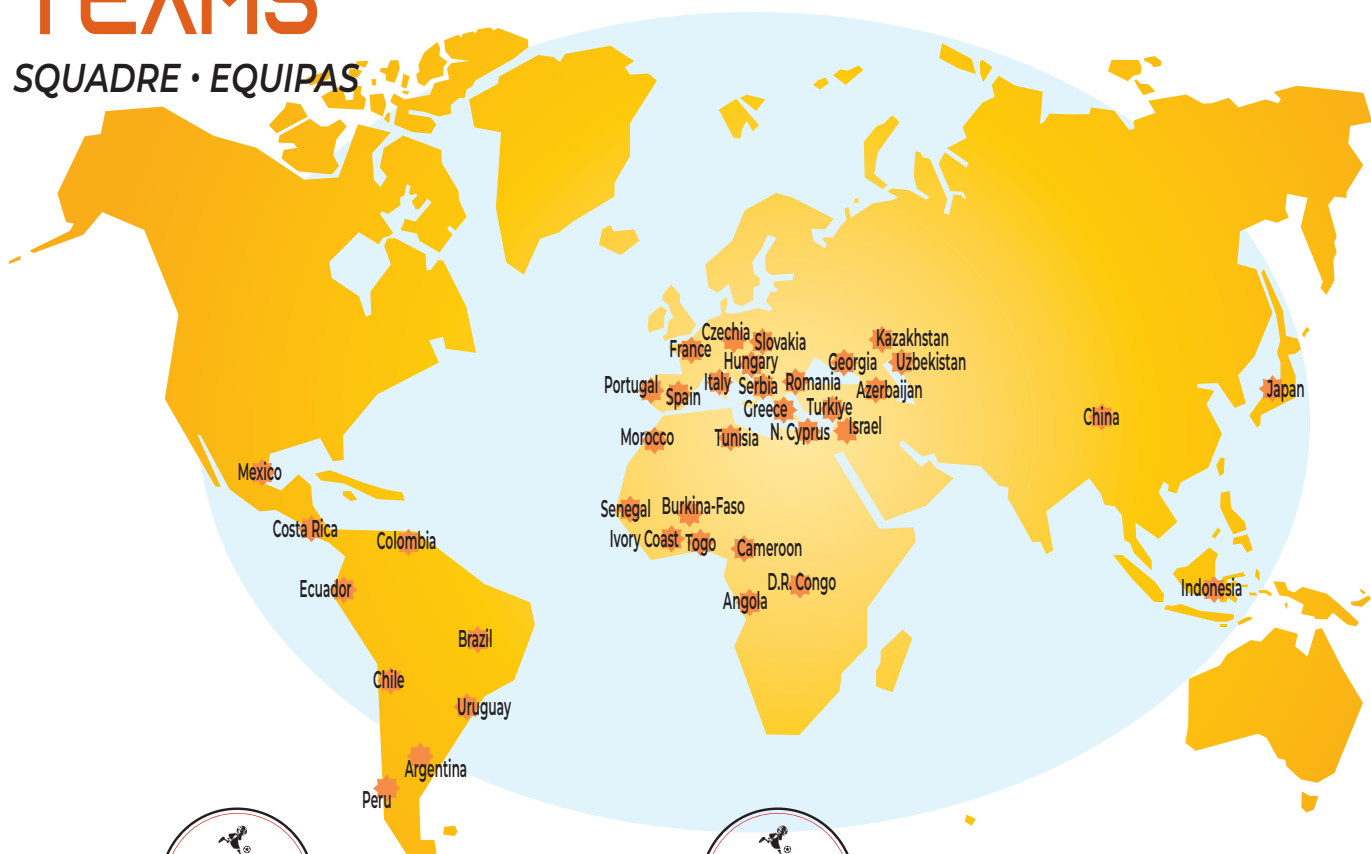 TEAMS
SQUADRE • EQUIPAS
Czechia
Slovakia
Kazakhstan
France
Hungary
Georgia
Uzbekistan
Portugal
Spain
Italy
Serbia
Romania
Azerbaijan
Japan
Greece
Turkiye
China
Morocco
Tunisia
N. Cyprus
Israel
Mexico
Senegal
Burkina-Faso
Costa Rica
Colombia
Ivory Coast
Togo
Cameroon
Ecuador
D.R. Congo
Indonesia
Angola
Brazil
Chile
Uruguay
Argentina
Peru